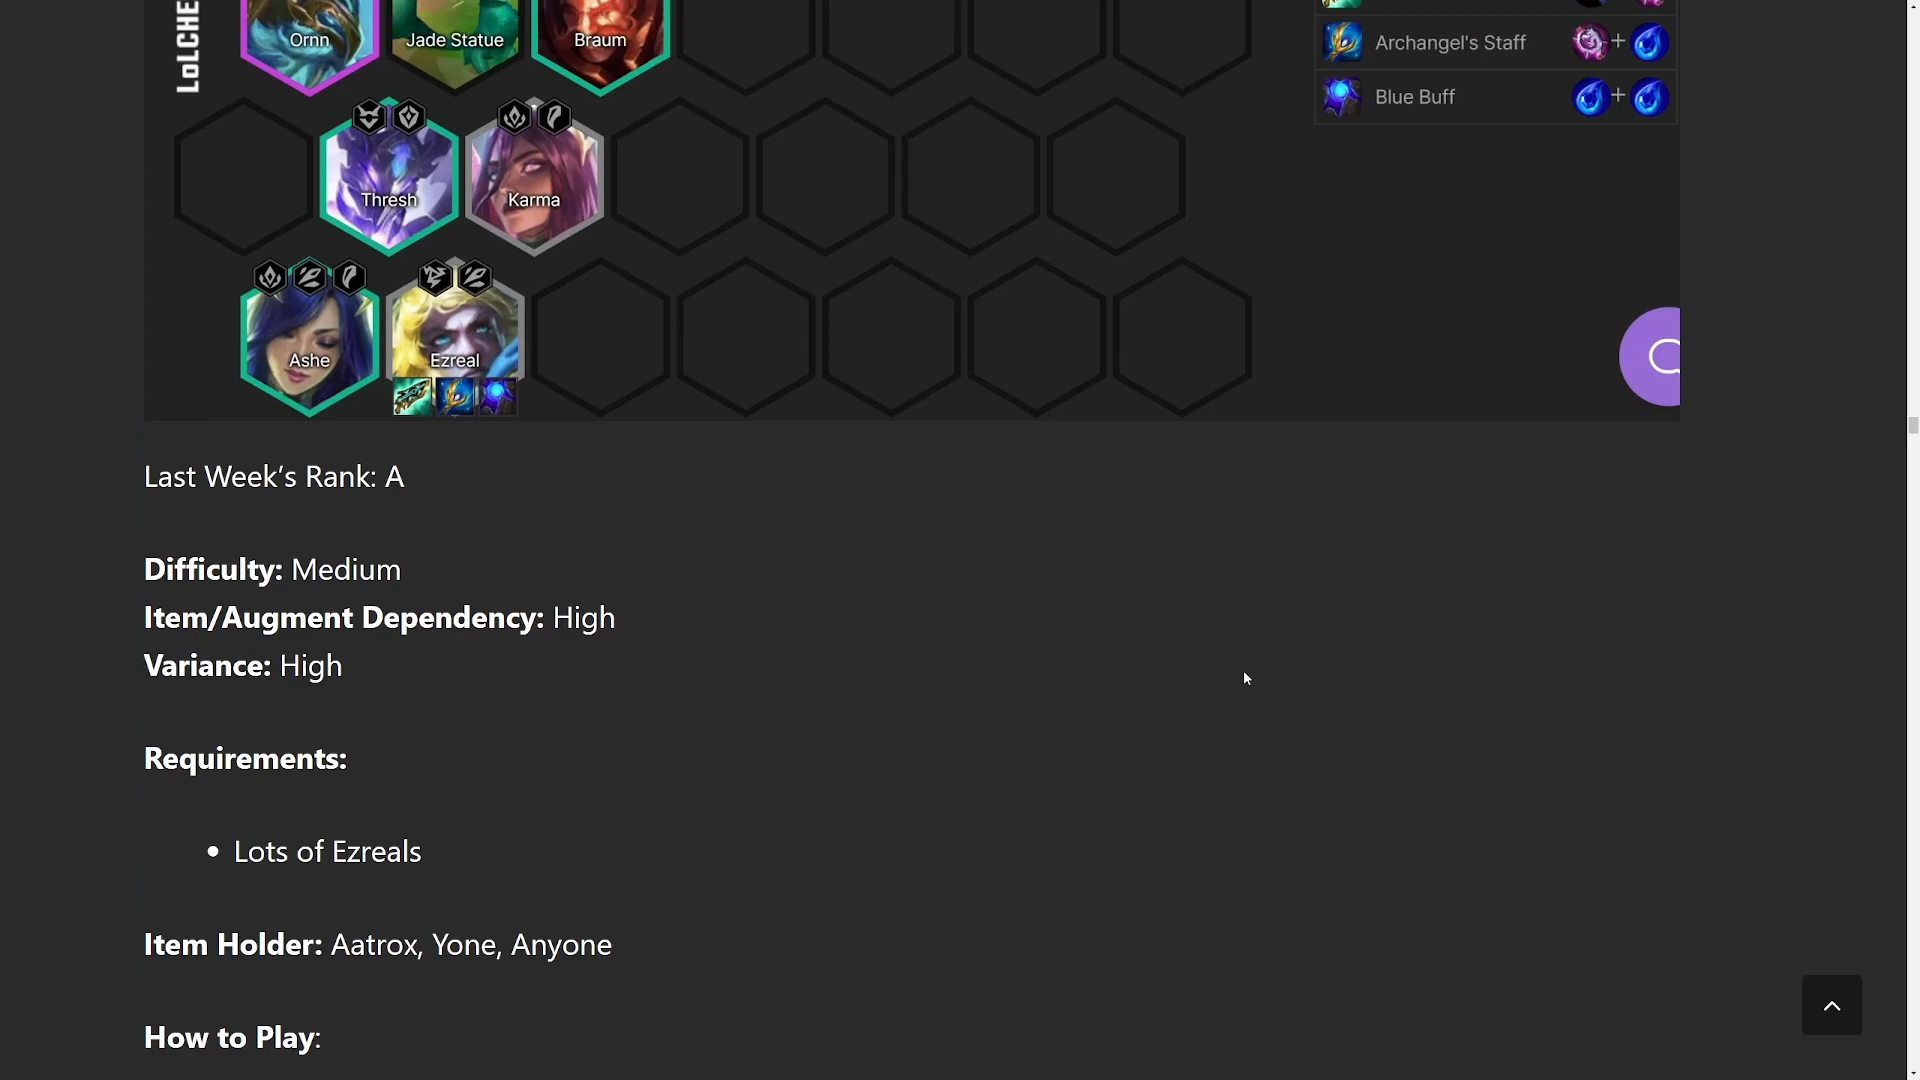 LoLCHE
Ornn
Jade Statue
Braum
Archangel's Staff
+
Blue Buff
+
Thresh
Karma
Ashe
Ezreal
Last Week’s Rank: A
Difficulty: Medium
Item/Augment Dependency: High
Variance: High
Requirements:
• Lots of Ezreals
Item Holder: Aatrox, Yone, Anyone
How to Play: